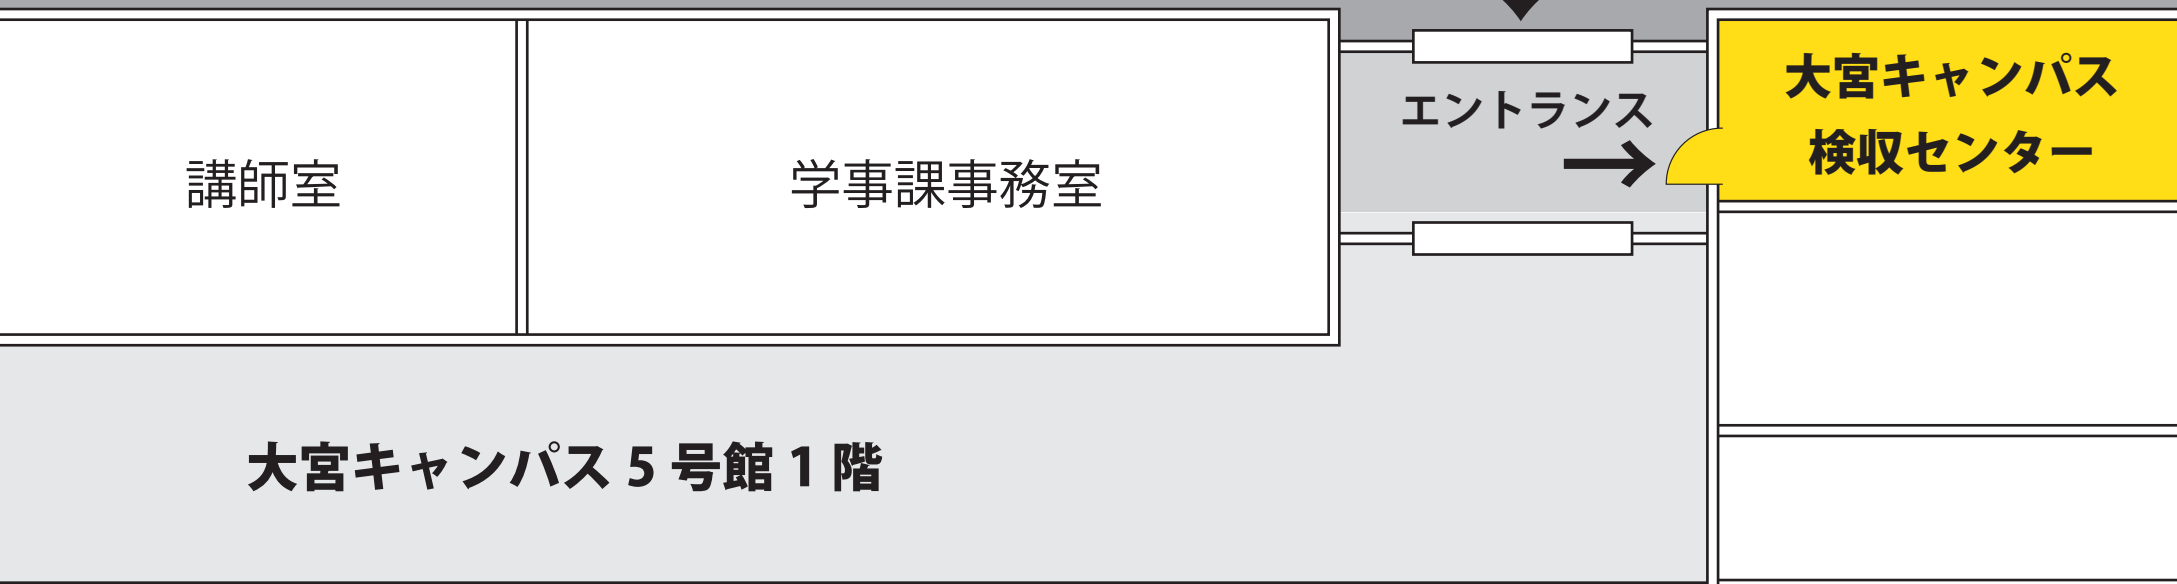 エントランス
大宮キャンパス
検収センター
講師室
学事課事務室
大宮キャンパス 5 号館 1 階